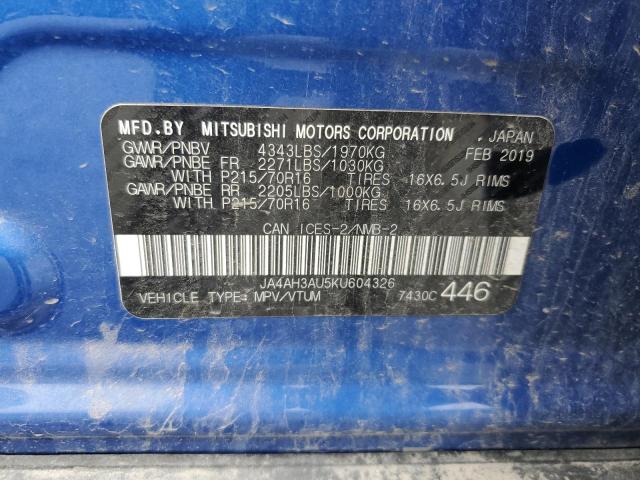 MFD.BY MITSUBISHI MOTORS CORPORATION . JAPAN
GVWR/PNBV 4343LBS/1970KG FEB 2019
GAWR/PNBE FR 2271LBS/1030KG
WITH P215/70R16 TIRES 16X6.5J RIMS
GAWR/PNBE RR 2205LBS/1000KG
WITH P215/70R16 TIRES 16X6.5J RIMS
CAN ICES-2/NMB-2
JA4AH3AU5KU604326
VEHICLE TYPE: MPV/VTUM 7430C 446